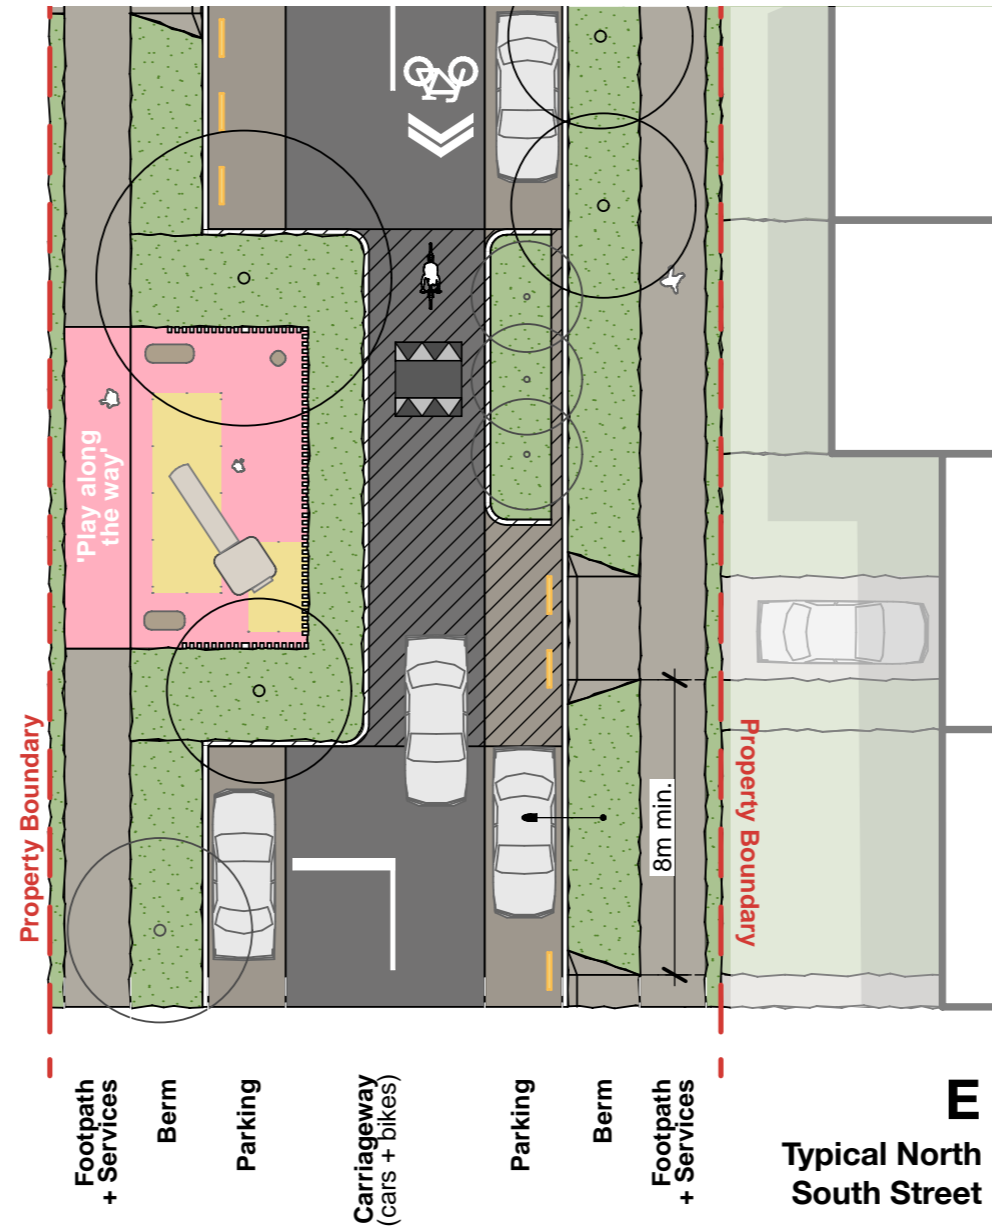 'Play along
the way'
Property Boundary
Property Boundary
8m min.
Footpath
+ Services
Berm
Parking
Carriageway
(cars + bikes)
Parking
Berm
Footpath
+ Services
E
Typical North
South Street